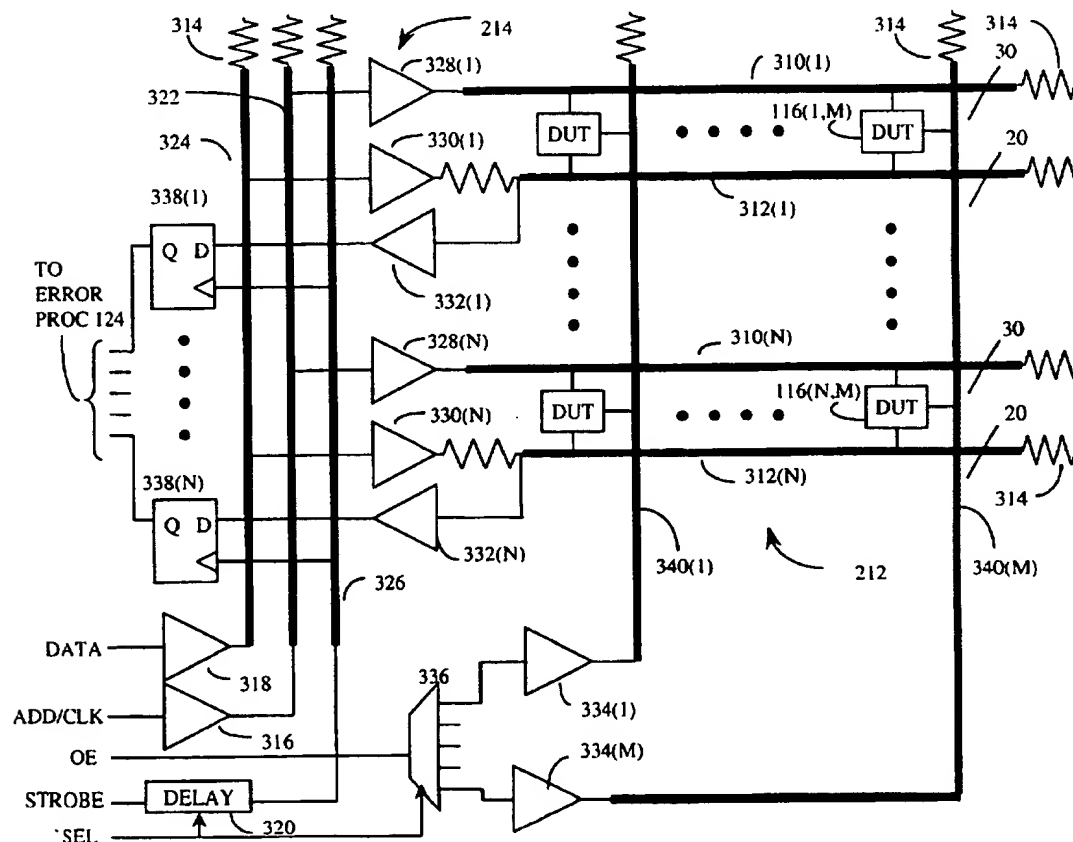 314
214
314
314
328(1)
310(1)
30
322
116(1,M)
DUT
DUT
324
330(1)
20
338(1)
312(1)
Q D
TO
ERROR
PROC 124
332(1)
328(N)
310(N)
30
116(N,M)
DUT
DUT
330(N)
20
338(N)
312(N)
314
Q D
332(N)
340(1)
212
340(M)
326
DATA
318
336
334(1)
ADD/CLK
316
OE
334(M)
STROBE
DELAY
320
SEL